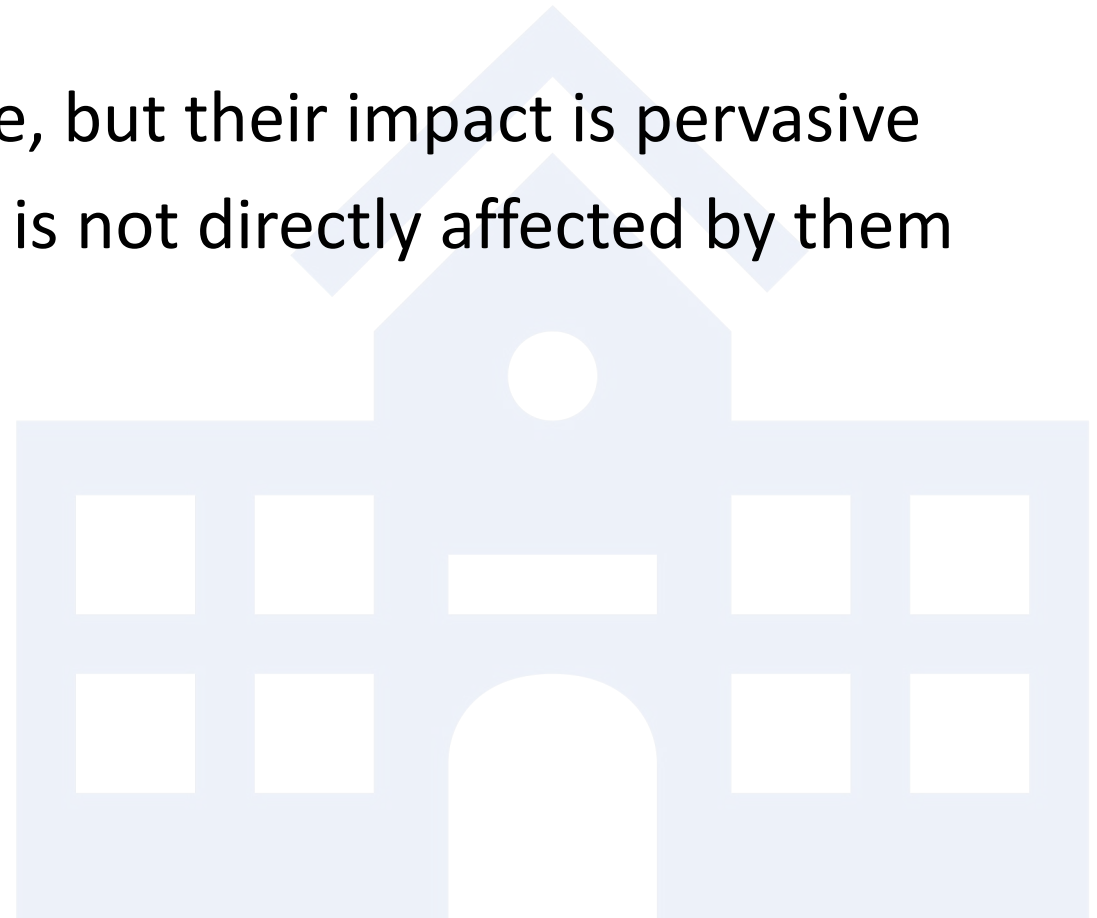 e, but their impact is pervasive
is not directly affected by them